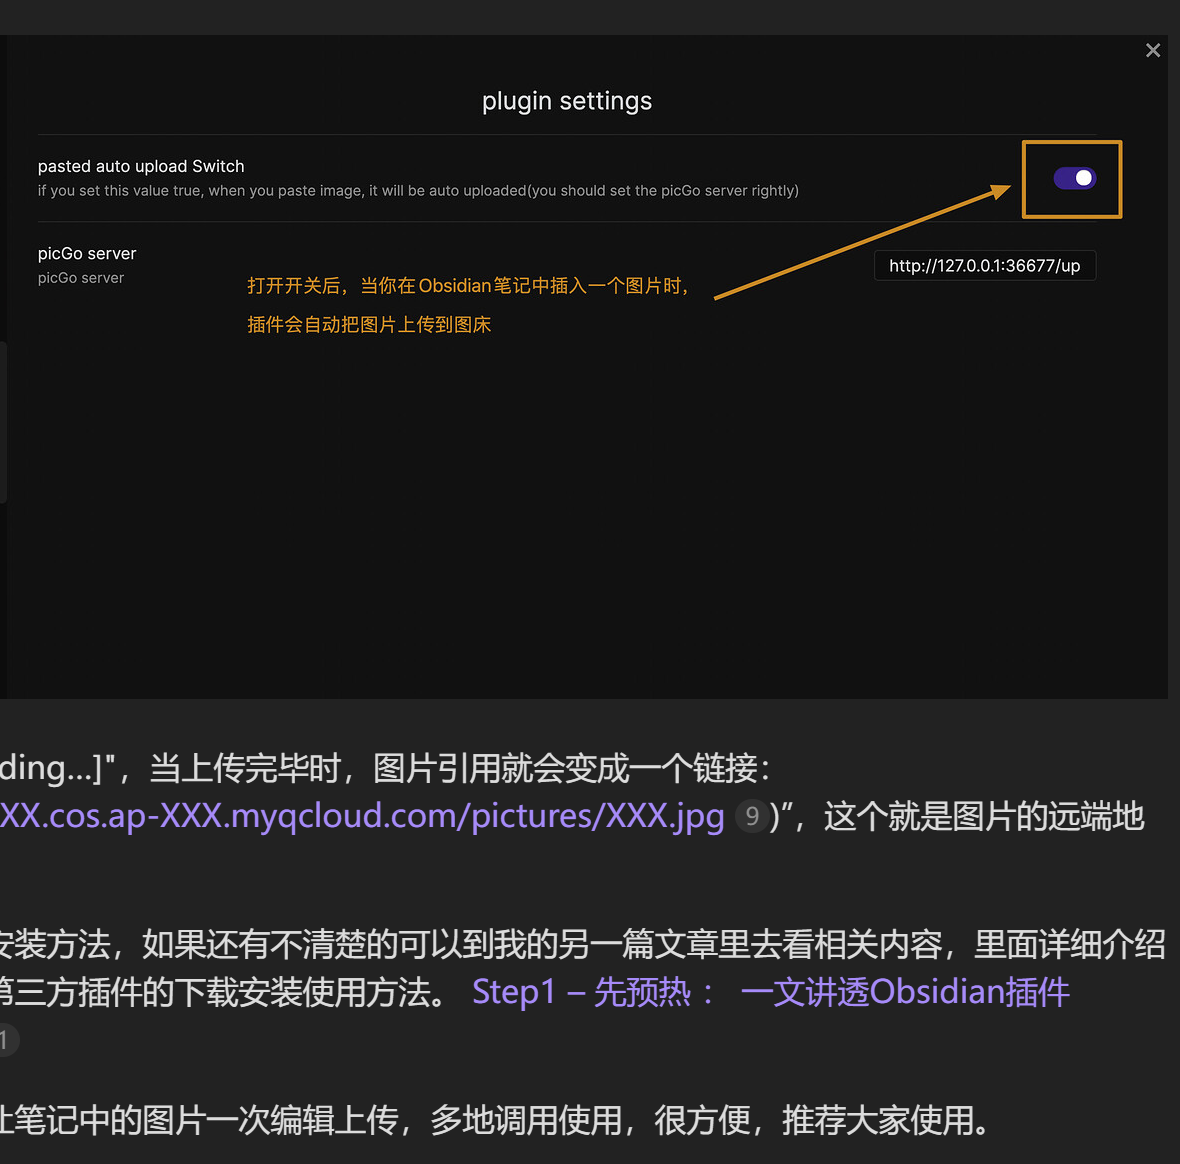 plugin settings
pasted auto upload Switch
if you set this value true, when you paste image, it will be auto uploaded(you should set the picGo server rightly)
picGo server
picGo server
http://127.0.0.1:36677/up
打开开关后，当你在Obsidian笔记中插入一个图片时，
插件会自动把图片上传到图床
ding...]"，当上传完毕时，图片引用就会变成一个链接：
XX.cos.ap-XXX.myqcloud.com/pictures/XXX.jpg 9)”，这个就是图片的远端地
安装方法，如果还有不清楚的可以到我的另一篇文章里去看相关内容，里面详细介绍
第三方插件的下载安装使用方法。 Step1 – 先预热 ： 一文讲透Obsidian插件
1
让笔记中的图片一次编辑上传，多地调用使用，很方便，推荐大家使用。